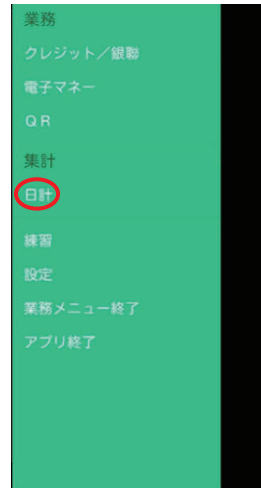 業務
クレジット／銀聯
電子マネー
ＱＲ
集計
日計
練習
設定
業務メニュー終了
アプリ終了